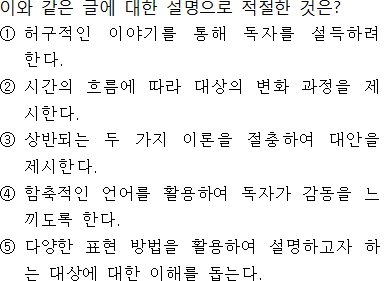 이와 같은 글에 대한 설명으로 적절한 것은?
① 허구적인 이야기를 통해 독자를 설득하려
한다.
② 시간의 흐름에 따라 대상의 변화 과정을 제
시한다.
③ 상반되는 두 가지 이론을 절충하여 대안을
제시한다.
④ 함축적인 언어를 활용하여 독자가 감동을 느
끼도록 한다.
⑤ 다양한 표현 방법을 활용하여 설명하고자 하
는 대상에 대한 이해를 돕는다.